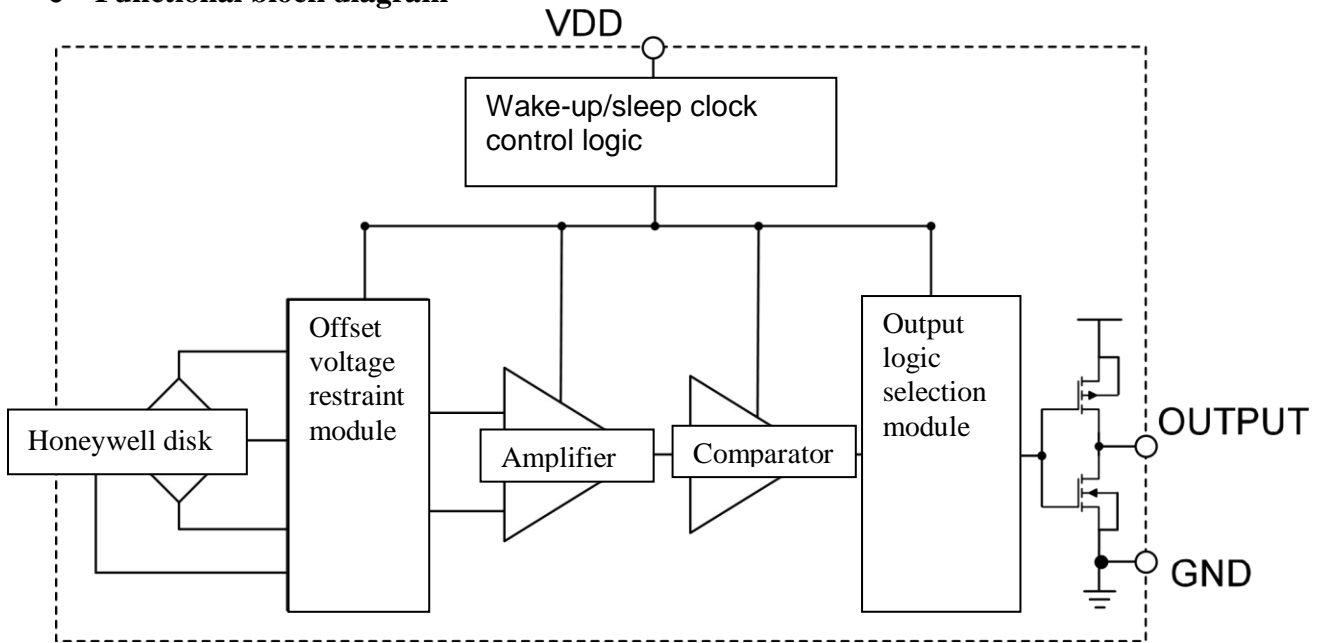 Functional block diagram
VDD
Wake-up/sleep clock
control logic
Offset
voltage
restraint
module
Output
logic
selection
module
Honeywell disk
Amplifier
Comparator
OUTPUT
GND